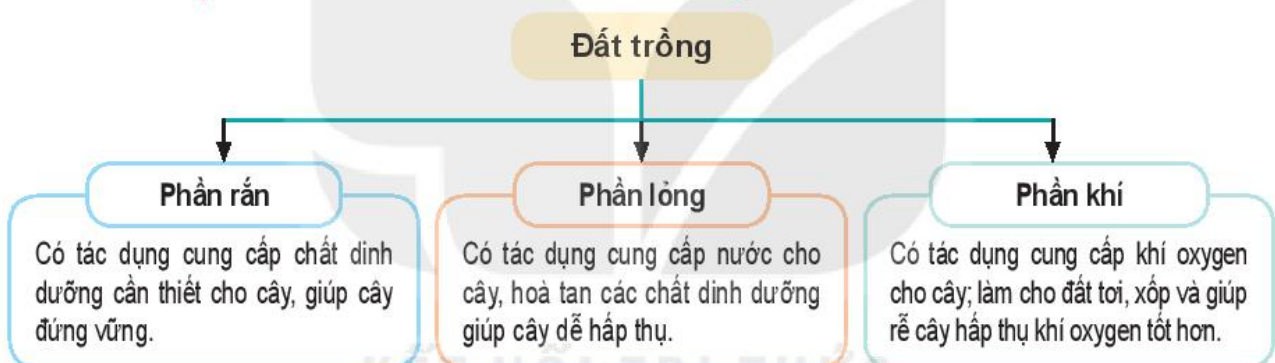 Đất trồng
Phần rắn
Có tác dụng cung cấp chất dinh
dưỡng cần thiết cho cây, giúp cây
đứng vững.
Phần lỏng
Có tác dụng cung cấp nước cho
cây, hoà tan các chất dinh dưỡng
giúp cây dễ hấp thụ.
Phần khí
Có tác dụng cung cấp khí oxygen
cho cây; làm cho đất tơi, xốp và giúp
rễ cây hấp thụ khí oxygen tốt hơn.